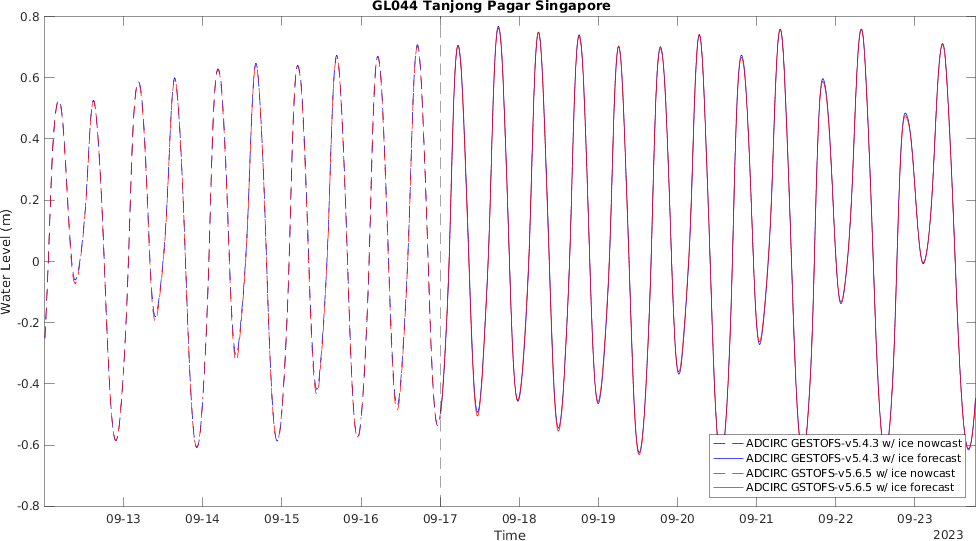 GL044 Tanjong Pagar Singapore
0.8
0.6
0.4
0.2
0
-0.2
-0.4
-0.6
-0.8
Water Level (m)
ADCIRC GESTOFS-v5.4.3 w/ ice nowcast
ADCIRC GESTOFS-v5.4.3 w/ ice forecast
ADCIRC GSTOFS-v5.6.5 w/ ice nowcast
ADCIRC GSTOFS-v5.6.5 w/ ice forecast
09-13 09-14 09-15 09-16 09-17 09-18 09-19 09-20 09-21 09-22 09-23
Time
2023